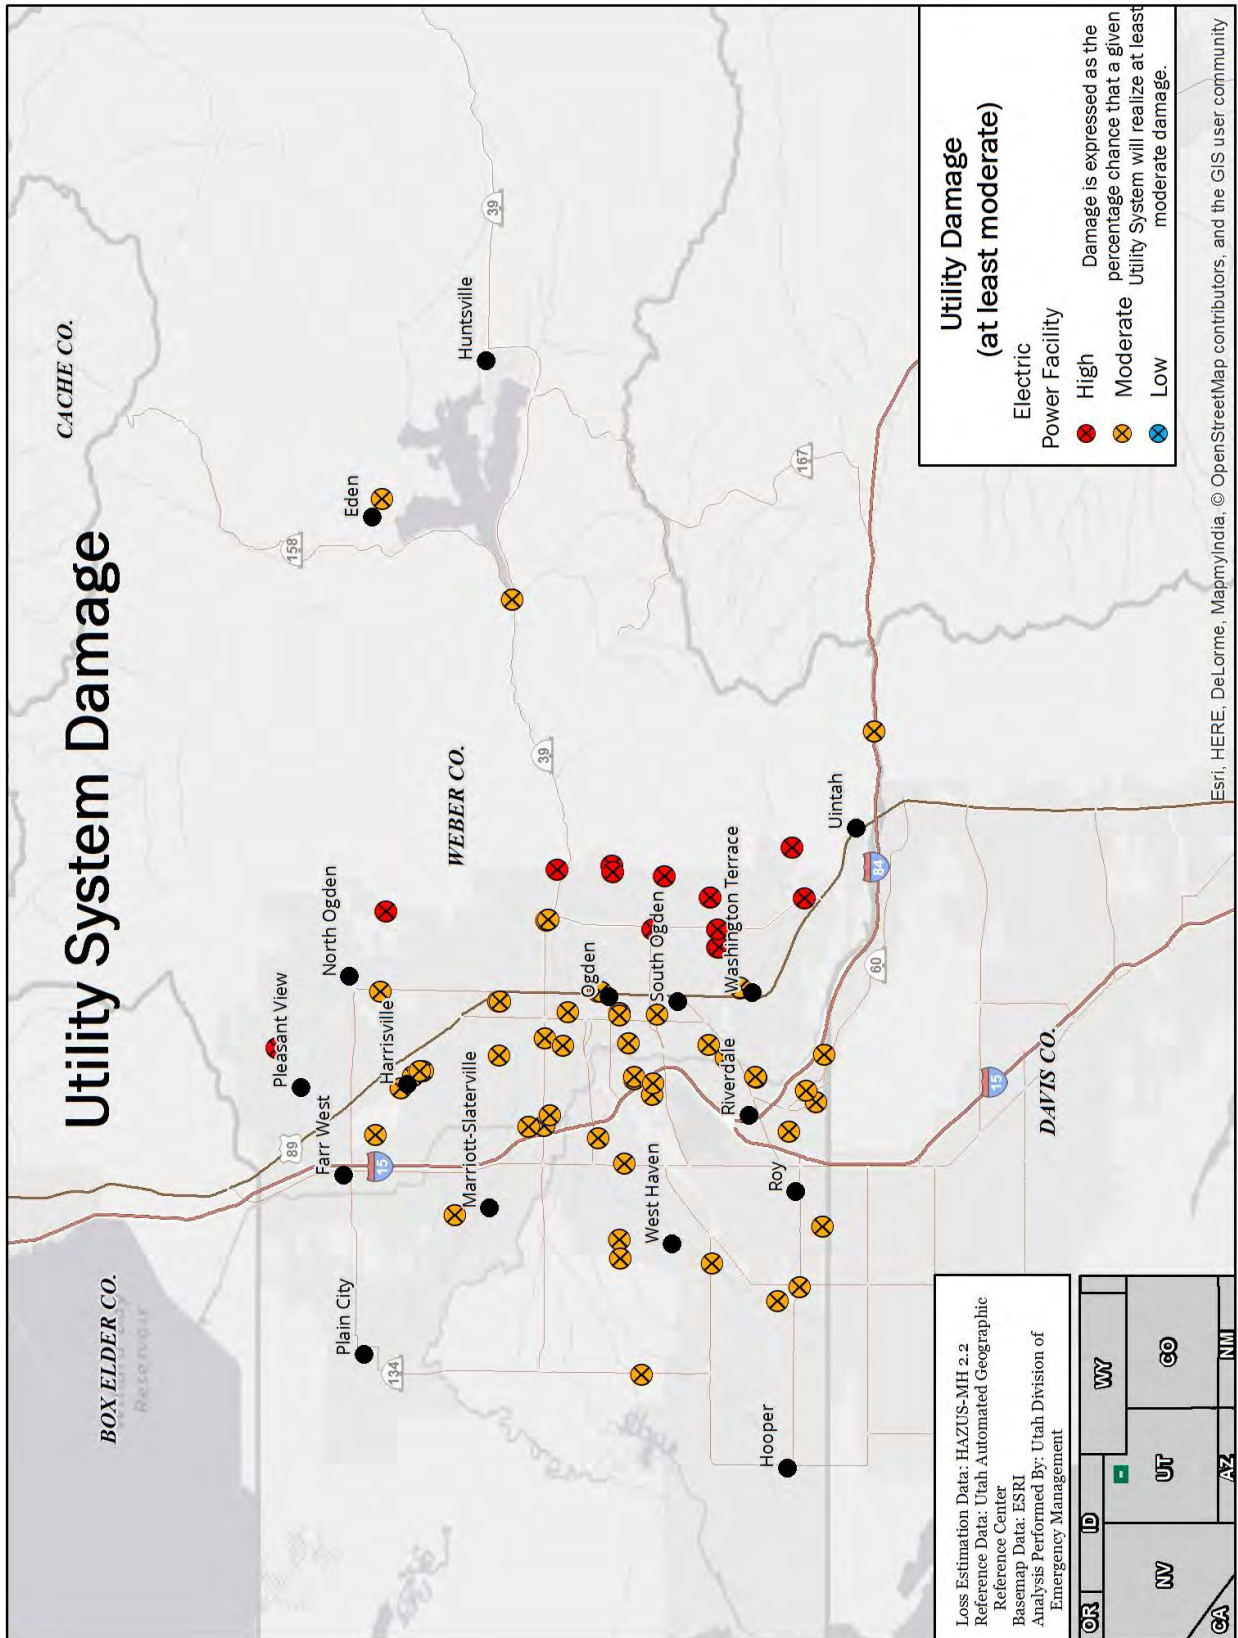 Utility System Damage
CACHE CO.
BOX ELDER CO.
Reservoir
WEBER CO.
DAVIS CO.
Pleasant View
North Ogden
Farr West
Harrisville
Plain City
Marriott-Slaterville
Eden
Huntsville
Ogden
South Ogden
Washington Terrace
West Haven
Riverdale
Roy
Hooper
Uintah
89
15
134
158
39
39
167
84
60
15
Utility Damage
(at least moderate)
Electric
Power Facility
High
Moderate
Low
Damage is expressed as the
percentage chance that a given
Utility System will realize at least
moderate damage.
Loss Estimation Data: HAZUS-MH 2.2
Reference Data: Utah Automated Geographic
Reference Center
Basemap Data: ESRI
Analysis Performed By: Utah Division of
Emergency Management
OR
ID
WY
NV
UT
CO
CA
AZ
NM
Esri, HERE, DeLorme, MapmyIndia, © OpenStreetMap contributors, and the GIS user community